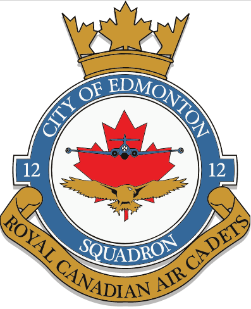 CITY OF EDMONTON
12 12
SQUADRON
ROYAL CANADIAN AIR CADETS